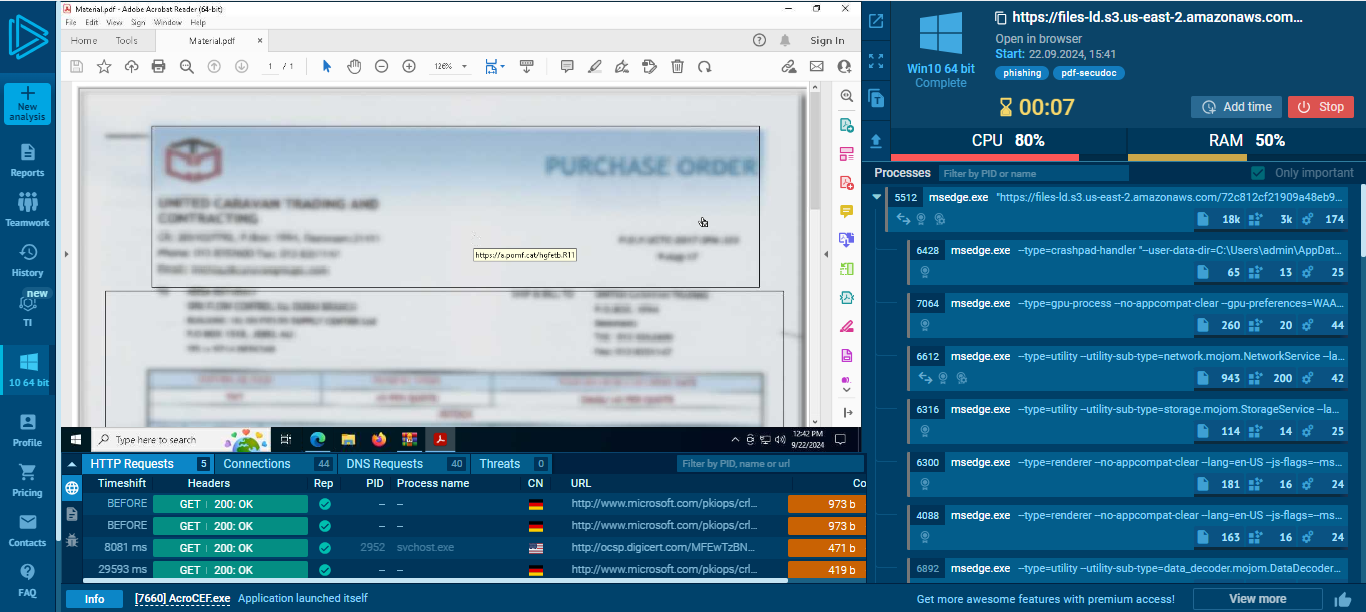 New
analysis
Reports
Teamwork
History
new
TI
10 64 bit
Profile
Pricing
Contacts
FAQ
Material.pdf - Adobe Acrobat Reader (64-bit)
File Edit View Sign Window Help
Home Tools Material.pdf × Sign In
1 / 1 126%
PURCHASE ORDER
UNITED CARAVAN TRADING AND
CONTRACTING
https://a.pomf.cat/hgfetb.R11
Type here to search
12:42 PM
9/22/2024
HTTP Requests 5 Connections 44 DNS Requests 40 Threats 0 Filter by PID, name or url
Timeshift Headers Rep PID Process name CN URL Co
BEFORE GET 200: OK – – http://www.microsoft.com/pkiops/crl... 973 b
BEFORE GET 200: OK – – http://www.microsoft.com/pkiops/crl... 973 b
8081 ms GET 200: OK 2952 svchost.exe http://ocsp.digicert.com/MFEwTzBN... 471 b
29593 ms GET 200: OK – – http://www.microsoft.com/pkiops/crl... 419 b
Info [7660] AcroCEF.exe Application launched itself
Win10 64 bit
Complete
https://files-ld.s3.us-east-2.amazonaws.com...
Open in browser
Start: 22.09.2024, 15:41
phishing pdf-secudoc
00:07 Add time Stop
CPU 80% RAM 50%
Processes Filter by PID or name Only important
5512 msedge.exe "https://files-ld.s3.us-east-2.amazonaws.com/72c812cf21909a48eb9...
18k 3k 174
6428 msedge.exe --type=crashpad-handler "--user-data-dir=C:\Users\admin\AppDat...
65 13 25
7064 msedge.exe --type=gpu-process --no-appcompat-clear --gpu-preferences=WAA...
260 20 44
6612 msedge.exe --type=utility --utility-sub-type=network.mojom.NetworkService --la...
943 200 42
6316 msedge.exe --type=utility --utility-sub-type=storage.mojom.StorageService --la...
114 14 25
6300 msedge.exe --type=renderer --no-appcompat-clear --lang=en-US --js-flags=--ms...
181 16 24
4088 msedge.exe --type=renderer --no-appcompat-clear --lang=en-US --js-flags=--ms...
163 16 24
6892 msedge.exe --type=utility --utility-sub-type=data_decoder.mojom.DataDecoder...
Get more awesome features with premium access! View more